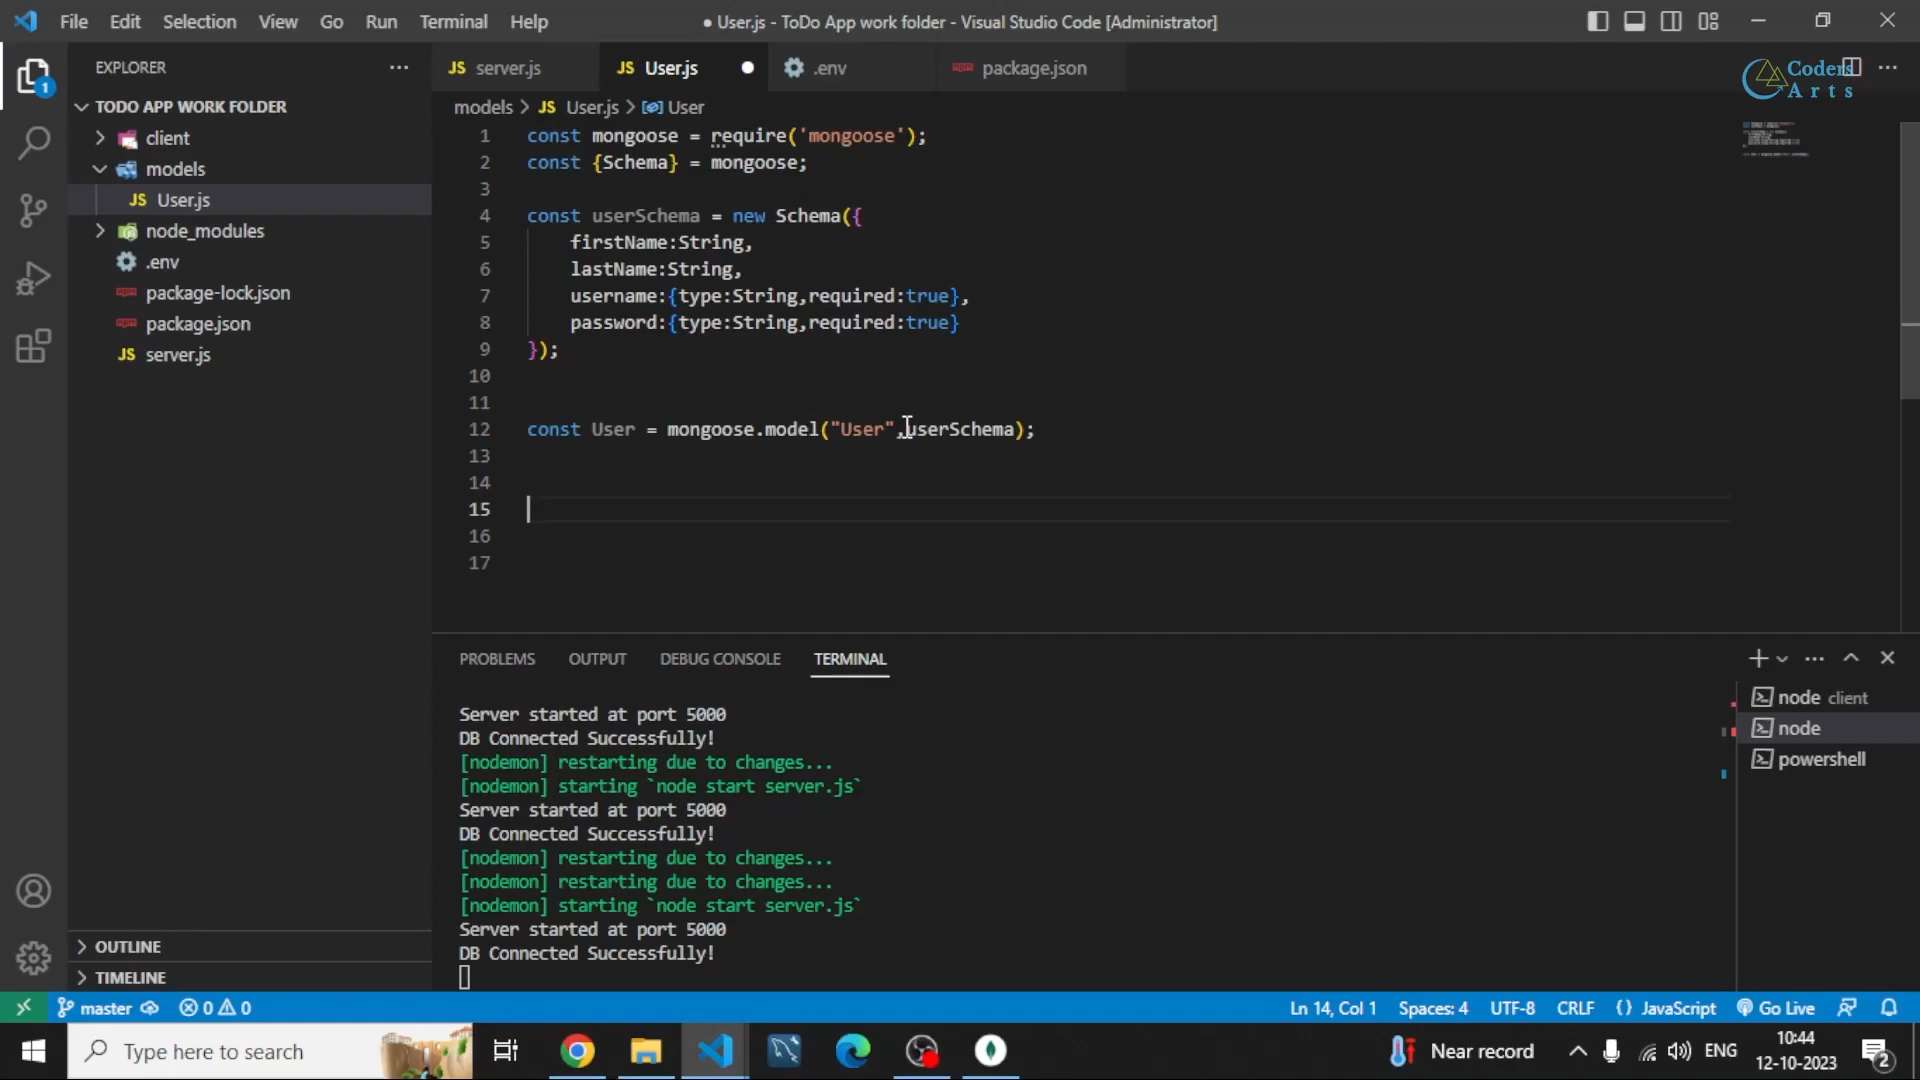 File Edit Selection View Go Run Terminal Help
● User.js - ToDo App work folder - Visual Studio Code [Administrator]
EXPLORER
TODO APP WORK FOLDER
client
models
JS User.js
node_modules
.env
package-lock.json
package.json
JS server.js
OUTLINE
TIMELINE
JS server.js
JS User.js
.env
package.json
Coders
Arts
models > JS User.js > User
1 const mongoose = require('mongoose');
2 const {Schema} = mongoose;
3
4 const userSchema = new Schema({
5 firstName:String,
6 lastName:String,
7 username:{type:String,required:true},
8 password:{type:String,required:true}
9 });
10
11
12 const User = mongoose.model("User",userSchema);
13
14
15
16
17
PROBLEMS OUTPUT DEBUG CONSOLE TERMINAL
Server started at port 5000
DB Connected Successfully!
[nodemon] restarting due to changes...
[nodemon] starting `node start server.js`
Server started at port 5000
DB Connected Successfully!
[nodemon] restarting due to changes...
[nodemon] restarting due to changes...
[nodemon] starting `node start server.js`
Server started at port 5000
DB Connected Successfully!
node client
node
powershell
1
master 0 0
Ln 14, Col 1 Spaces: 4 UTF-8 CRLF {} JavaScript Go Live
Type here to search
Near record
ENG
10:44
12-10-2023
2